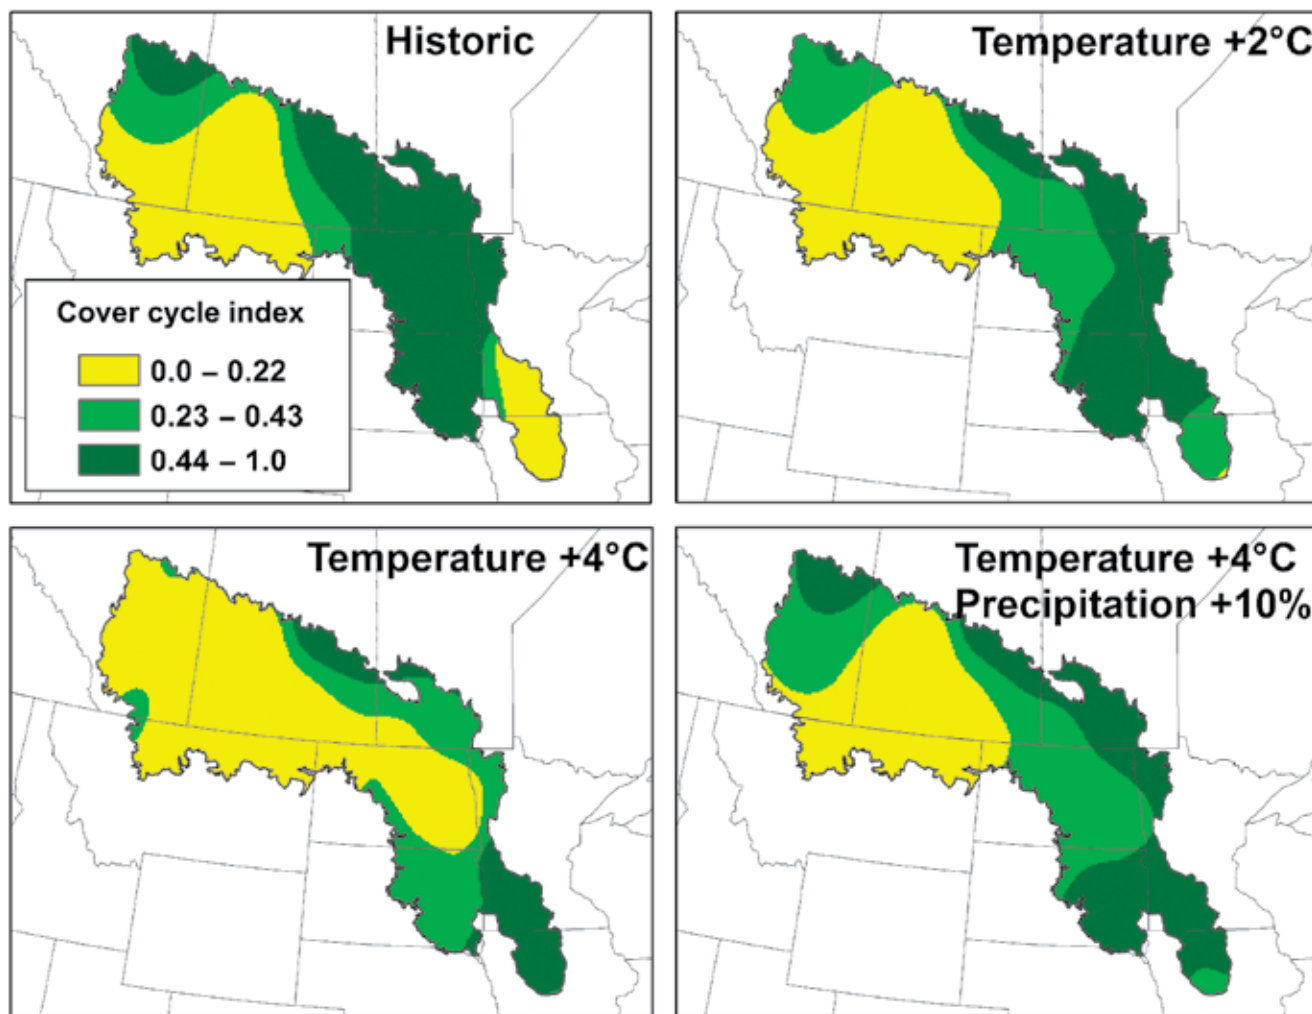 Historic
Temperature +2°C
Cover cycle index
0.0 – 0.22
0.23 – 0.43
0.44 – 1.0
Temperature +4°C
Temperature +4°C
Precipitation +10%